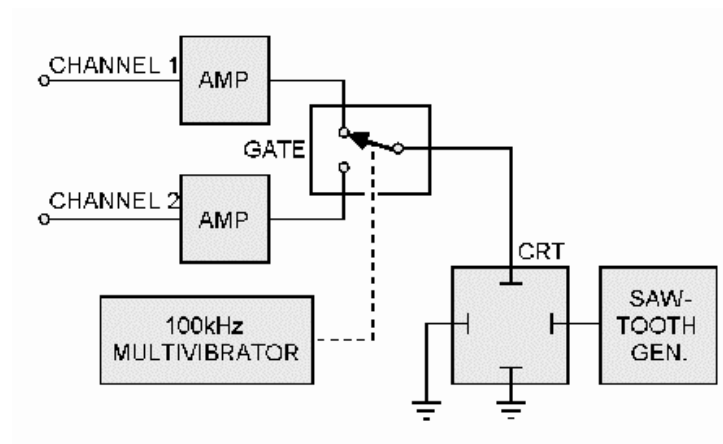 CHANNEL 1
AMP
GATE
CHANNEL 2
AMP
CRT
100kHz
MULTIVIBRATOR
SAW-
TOOTH
GEN.